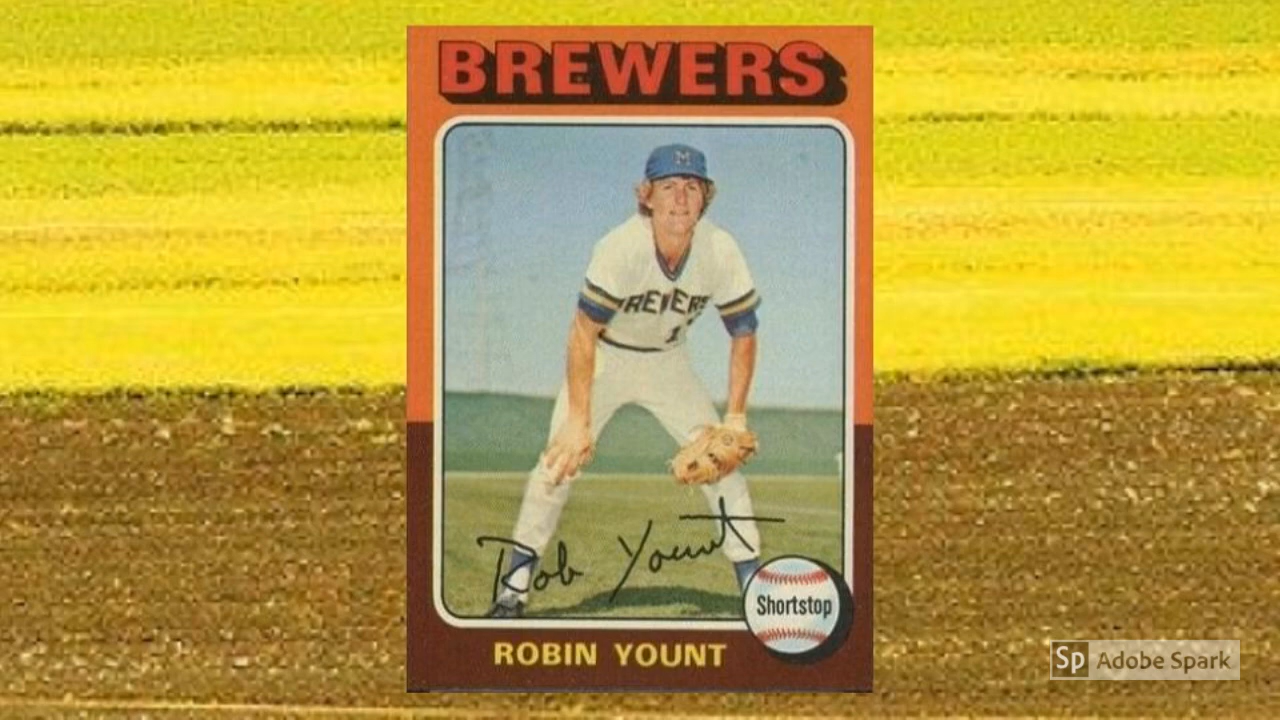 BREWERS
M
BREWERS
Rob Yount
Shortstop
ROBIN YOUNT
Sp Adobe Spark